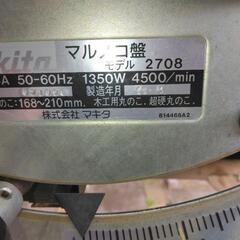 マルノコ盤
モデル 2708
A 50-60Hz 1350W 4500/min
製造年月
のこ:168~210mm. 木工用丸のこ. 超硬丸のこ
株式会社 マキタ
814466A2